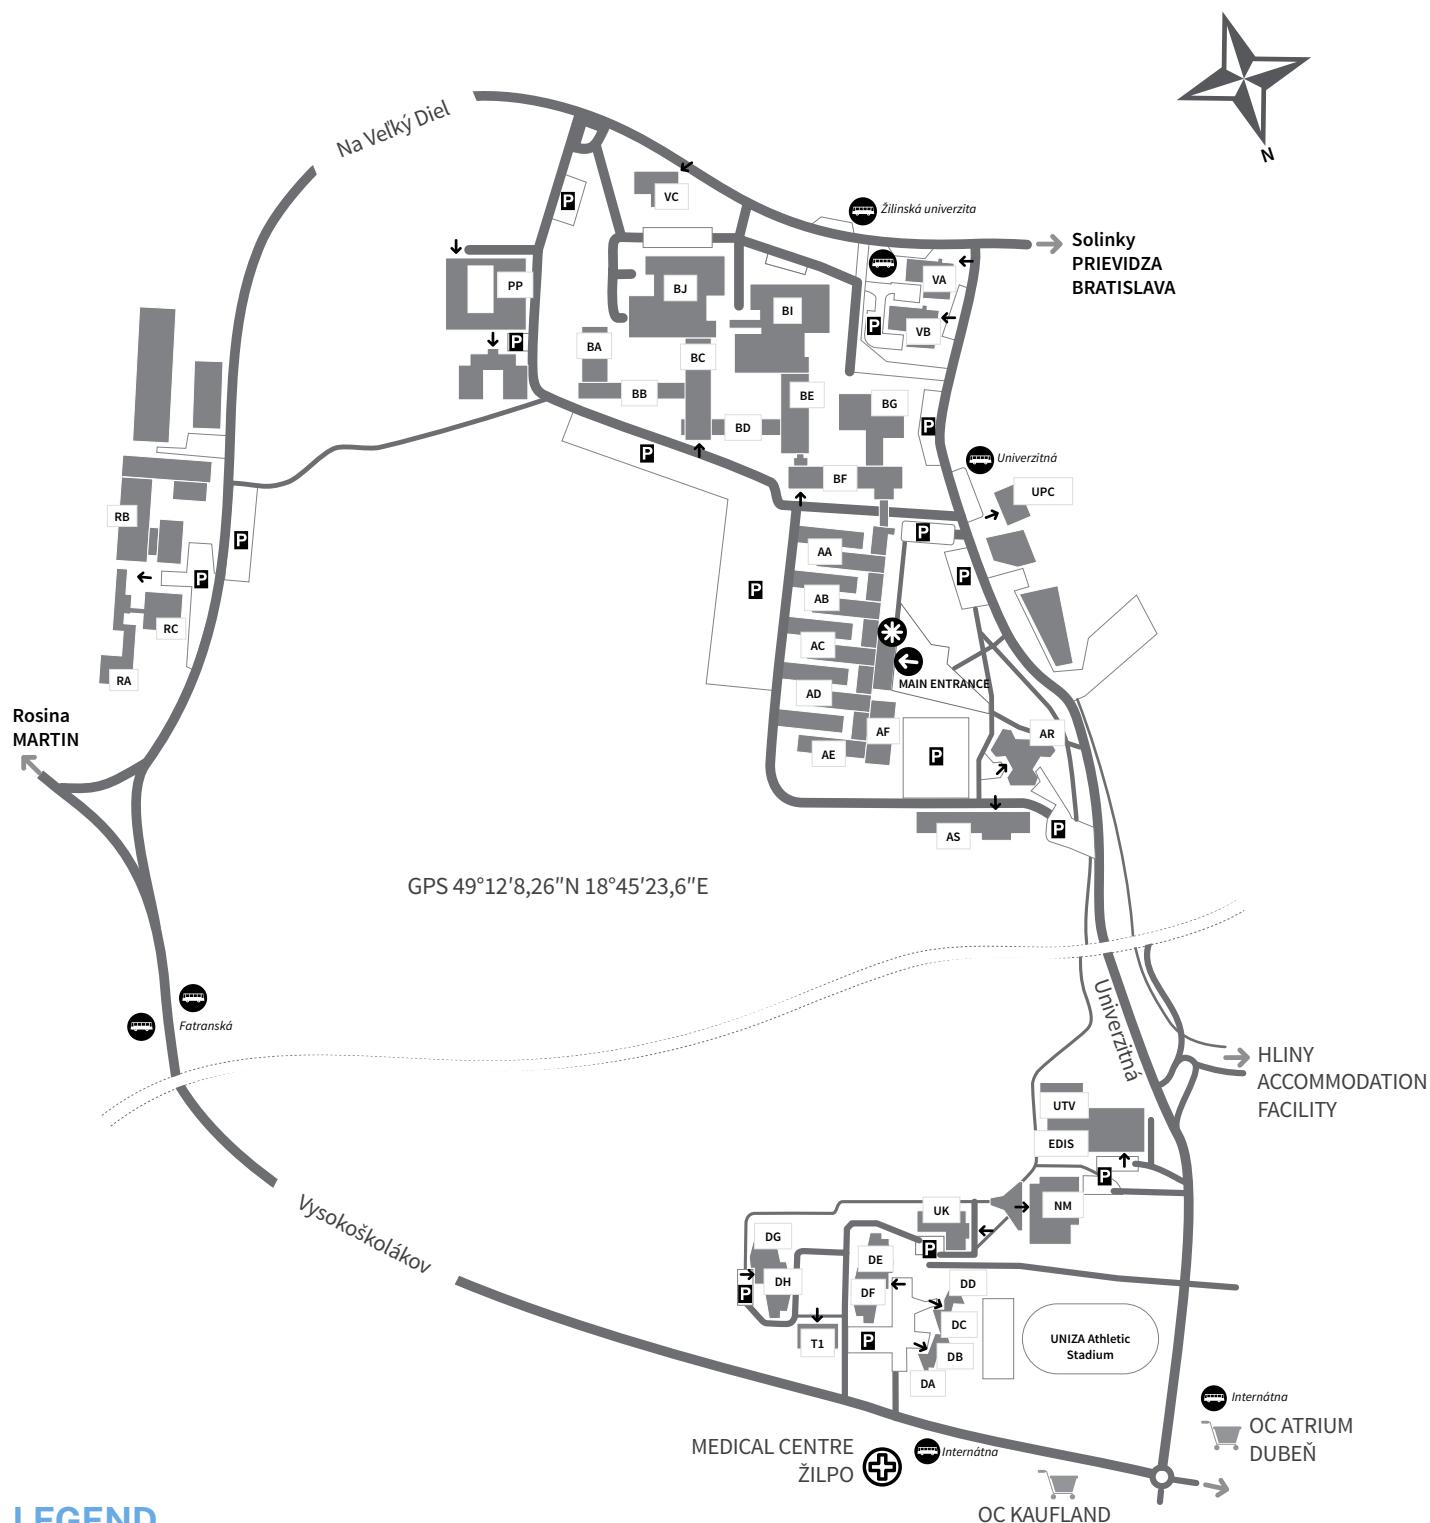 N
Na Veľký Diel
VC
Žilinská univerzita
Solinky
PRIEVIDZA
BRATISLAVA
P
PP
BJ
BI
VA
VB
P
P
BA
BC
BB
BE
BG
BD
P
P
Univerzitná
UPC
BF
RB
P
P
P
AA
P
P
AB
RC
AC
RA
MAIN ENTRANCE
AD
Rosina
MARTIN
AF
AR
AE
P
AS
P
GPS 49°12'8,26"N 18°45'23,6"E
Univerzitná
Fatranská
HLINY
ACCOMMODATION
FACILITY
UTV
EDIS
P
NM
UK
Vysokoškolákov
DG
P
DE
DH
DD
P
DF
DC
T1
P
DB
DA
UNIZA Athletic
Stadium
Internátna
OC ATRIUM
DUBEŇ
MEDICAL CENTRE
ŽILPO
Internátna
OC KAUFLAND
LEGEND